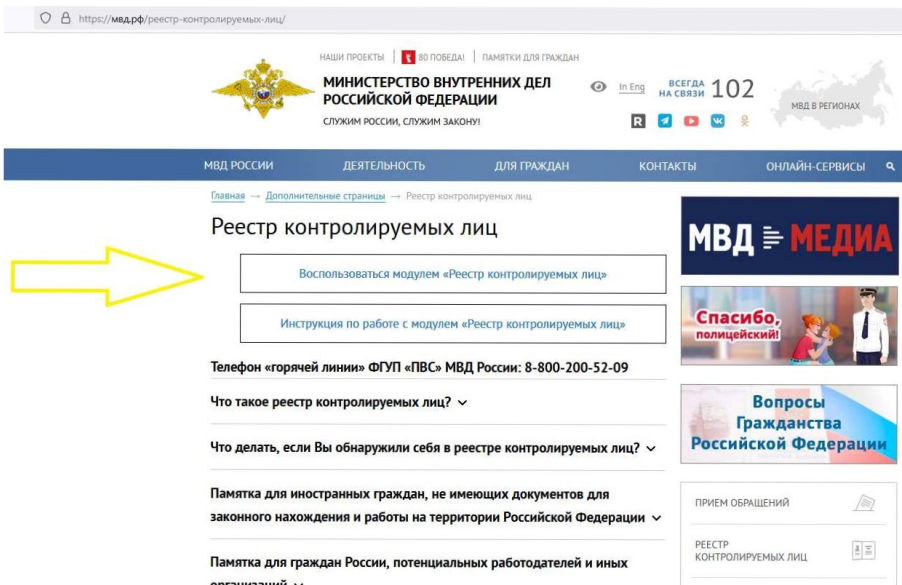 https://мвд.рф/реестр-контролируемых-лиц/
НАШИ ПРОЕКТЫ
80 ПОБЕДА!
ПАМЯТКИ ДЛЯ ГРАЖДАН
МИНИСТЕРСТВО ВНУТРЕННИХ ДЕЛ
РОССИЙСКОЙ ФЕДЕРАЦИИ
СЛУЖИМ РОССИИ, СЛУЖИМ ЗАКОНУ!
In Eng
ВСЕГДА
НА СВЯЗИ
102
МВД В РЕГИОНАХ
МВД РОССИИ
ДЕЯТЕЛЬНОСТЬ
ДЛЯ ГРАЖДАН
КОНТАКТЫ
ОНЛАЙН-СЕРВИСЫ
Главная → Дополнительные страницы → Реестр контролируемых лиц
Реестр контролируемых лиц
Воспользоваться модулем «Реестр контролируемых лиц»
Инструкция по работе с модулем «Реестр контролируемых лиц»
Телефон «горячей линии» ФГУП «ПВС» МВД России: 8-800-200-52-09
Что такое реестр контролируемых лиц?
Что делать, если Вы обнаружили себя в реестре контролируемых лиц?
Памятка для иностранных граждан, не имеющих документов для
законного нахождения и работы на территории Российской Федерации
Памятка для граждан России, потенциальных работодателей и иных
организаций
МВД МЕДИА
Спасибо,
полицейский!
Вопросы
Гражданства
Российской Федерации
ПРИЕМ ОБРАЩЕНИЙ
РЕЕСТР
КОНТРОЛИРУЕМЫХ ЛИЦ